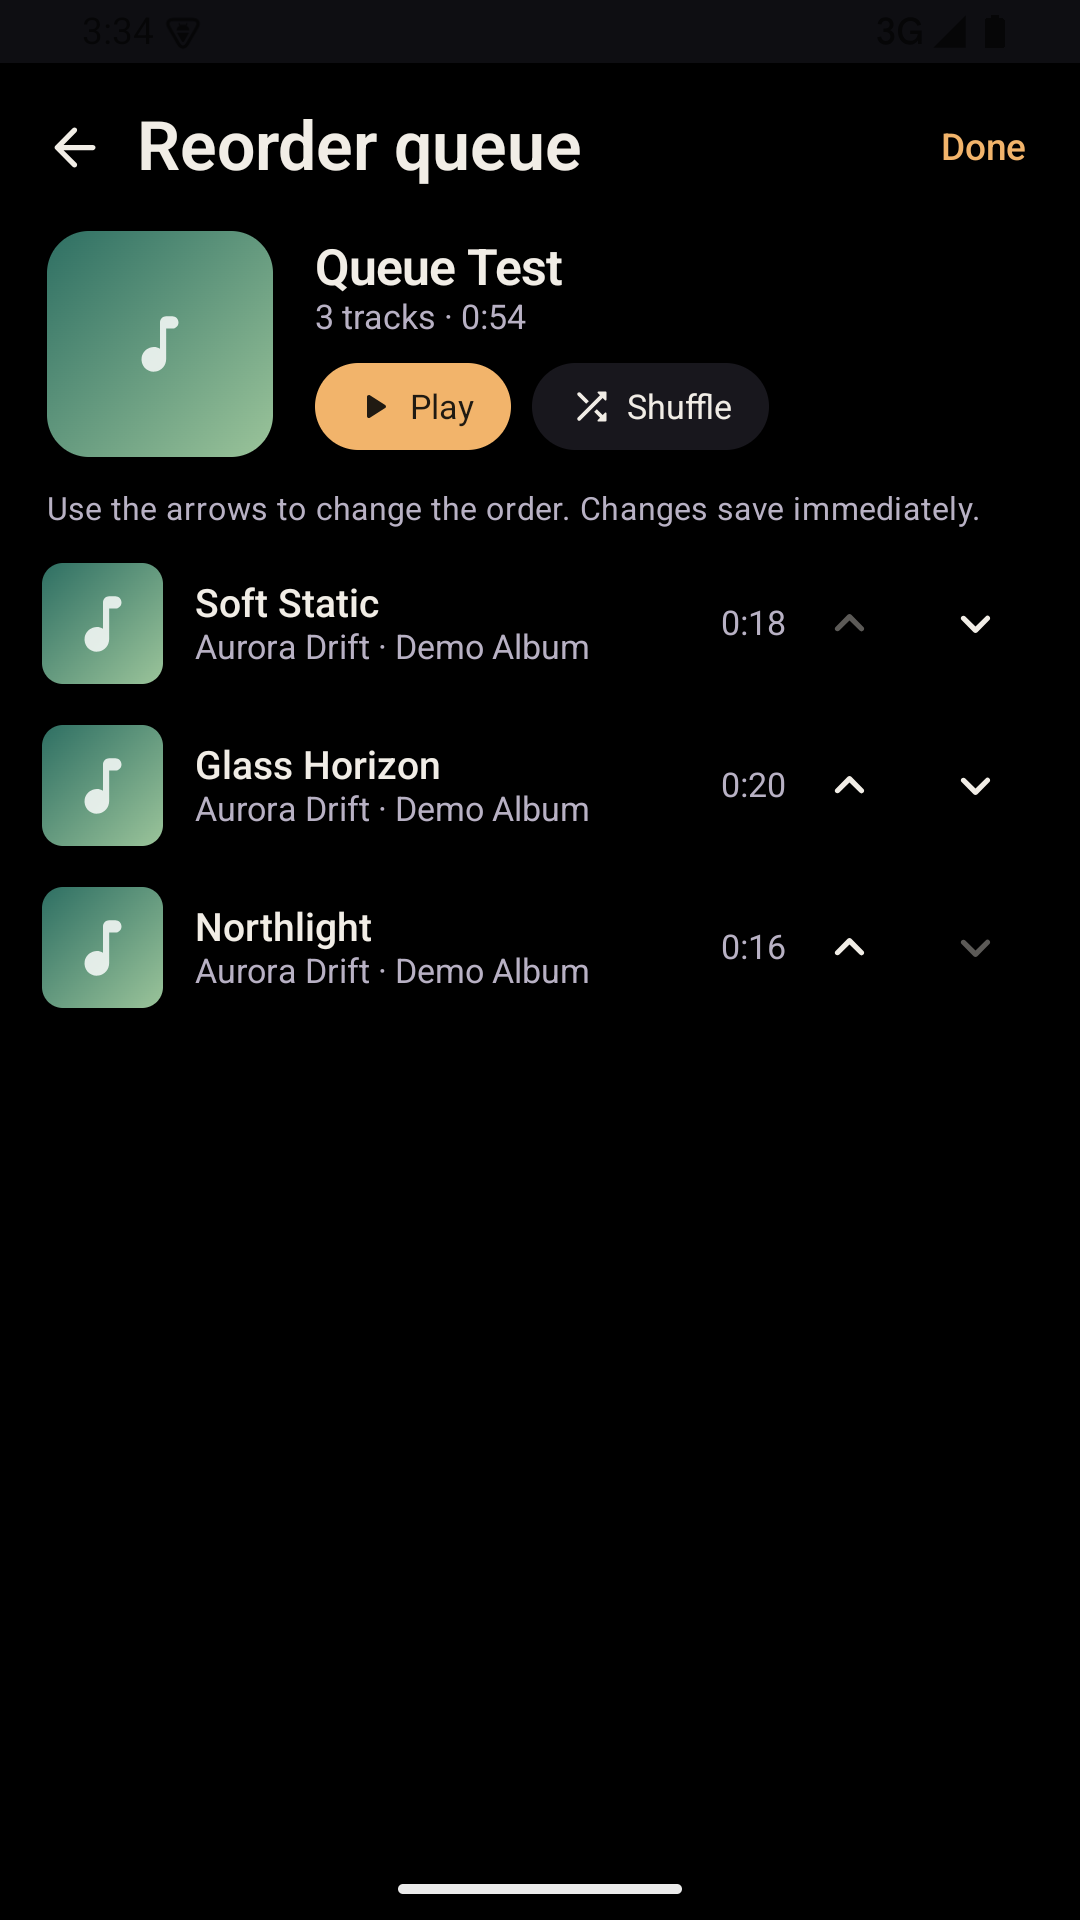 3:34
3G
Reorder queue
Done
Queue Test
3 tracks · 0:54
Play
Shuffle
Use the arrows to change the order. Changes save immediately.
Soft Static
Aurora Drift · Demo Album
0:18
Glass Horizon
Aurora Drift · Demo Album
0:20
Northlight
Aurora Drift · Demo Album
0:16